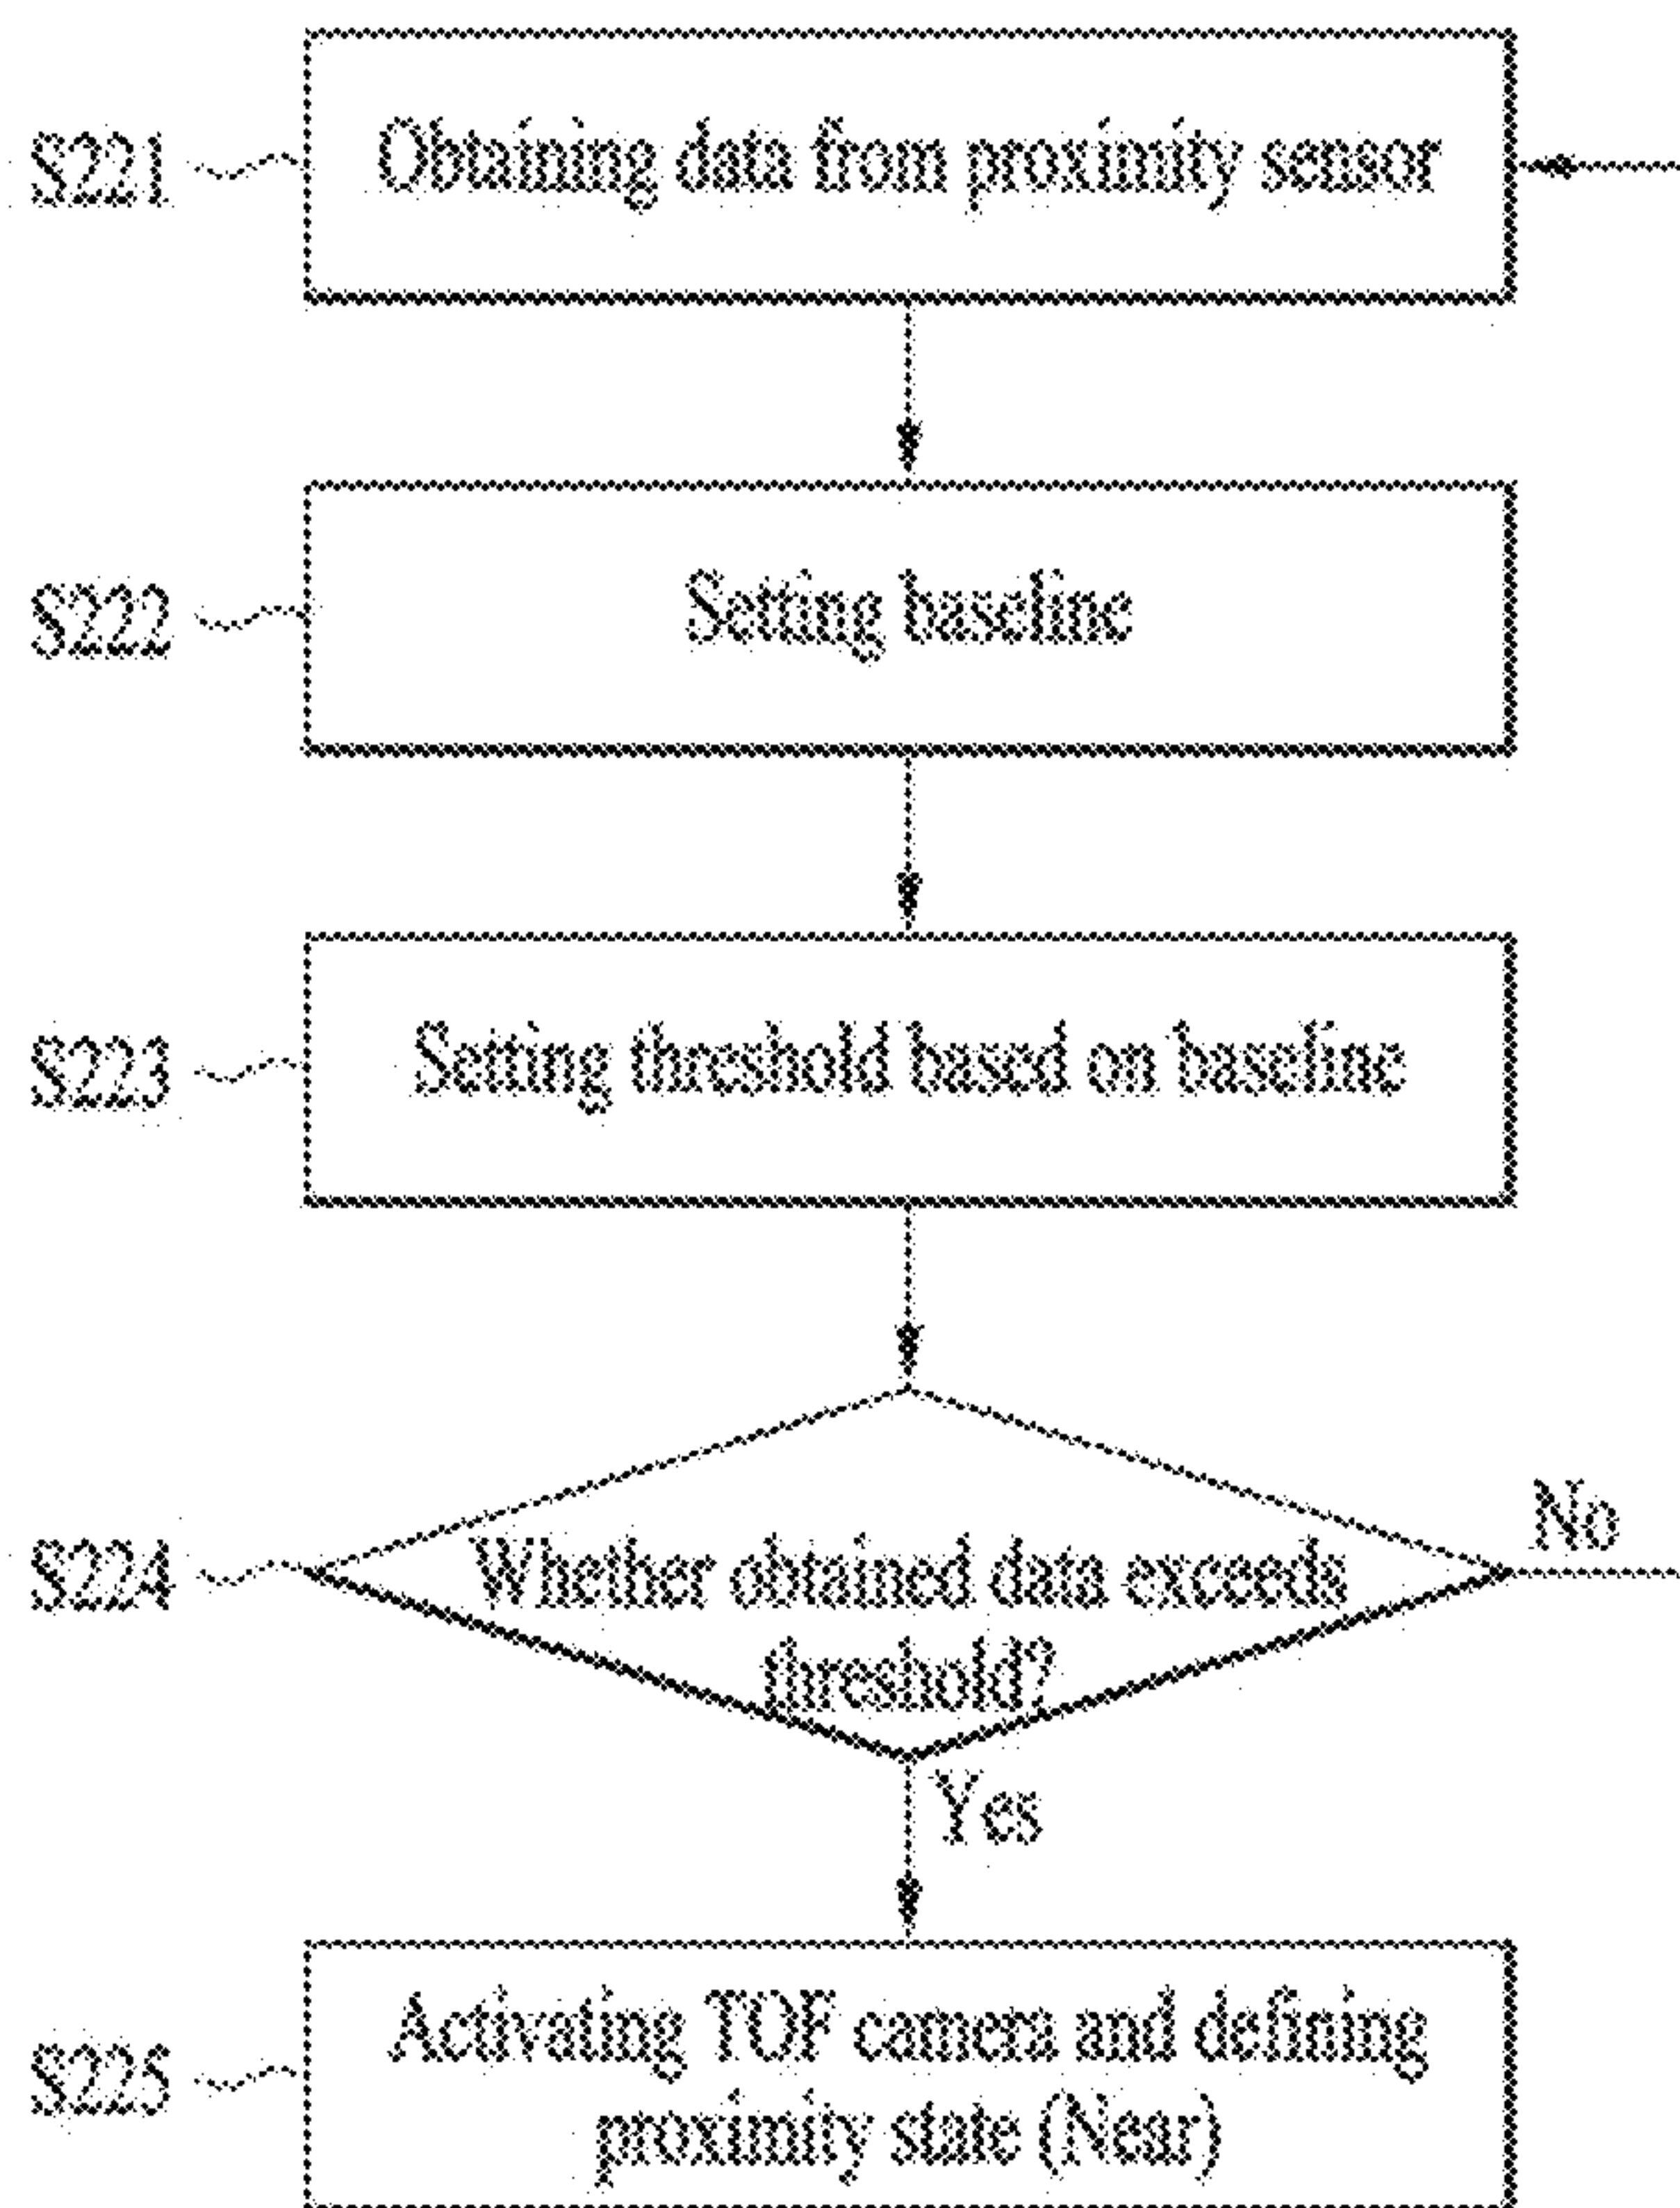 S221
Obtaining data from proximity sensor
S222
Setting baseline
S223
Setting threshold based on baseline
S224
Whether obtained data exceeds
threshold?
No
Yes
S225
Activating TOF camera and defining
proximity state (Near)